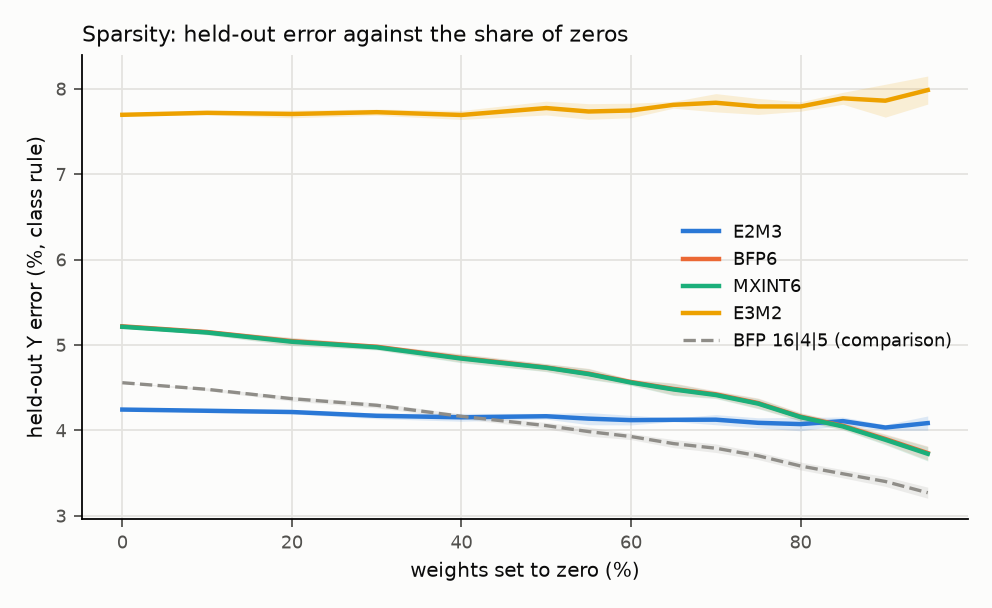 Sparsity: held-out error against the share of zeros
held-out Y error (%, class rule)
8
7
6
5
4
3
E2M3
BFP6
MXINT6
E3M2
BFP 16|4|5 (comparison)
0 20 40 60 80
weights set to zero (%)